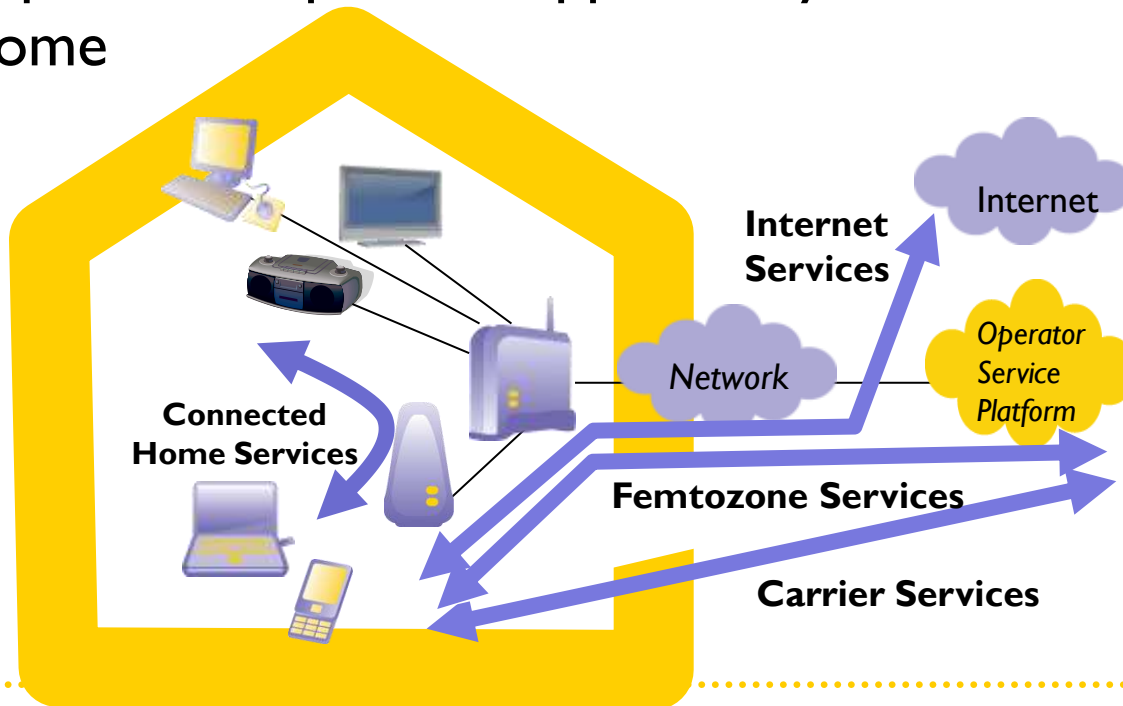 ome
Internet
Internet
Services
Operator
Service
Platform
Network
Connected
Home Services
Femtozone Services
Carrier Services